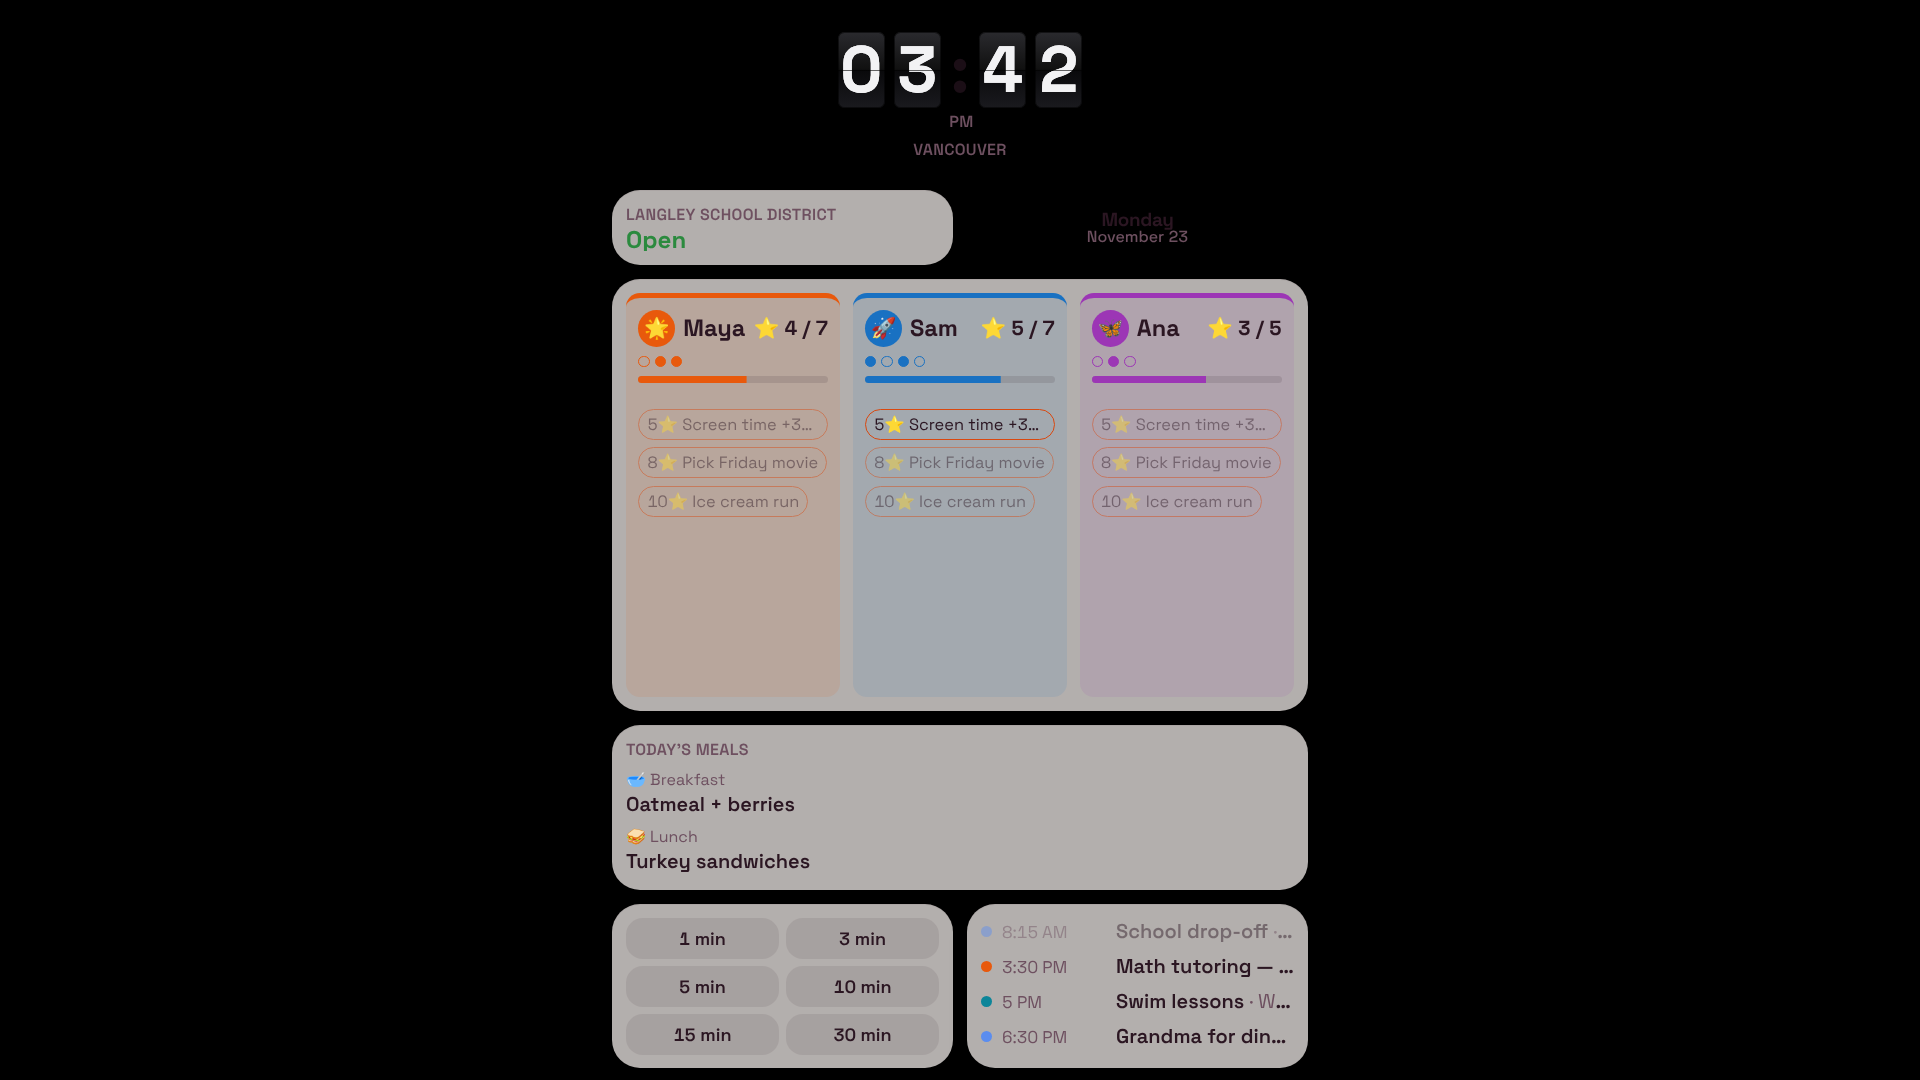 03:42
PM
VANCOUVER
LANGLEY SCHOOL DISTRICT
Open
Monday
November 23
Maya ⭐ 4 / 7
5⭐ Screen time +3…
8⭐ Pick Friday movie
10⭐ Ice cream run
Sam ⭐ 5 / 7
5⭐ Screen time +3…
8⭐ Pick Friday movie
10⭐ Ice cream run
Ana ⭐ 3 / 5
5⭐ Screen time +3…
8⭐ Pick Friday movie
10⭐ Ice cream run
TODAY'S MEALS
🥣 Breakfast
Oatmeal + berries
🥪 Lunch
Turkey sandwiches
1 min
3 min
5 min
10 min
15 min
30 min
8:15 AM School drop-off ·…
3:30 PM Math tutoring — …
5 PM Swim lessons · W…
6:30 PM Grandma for din…